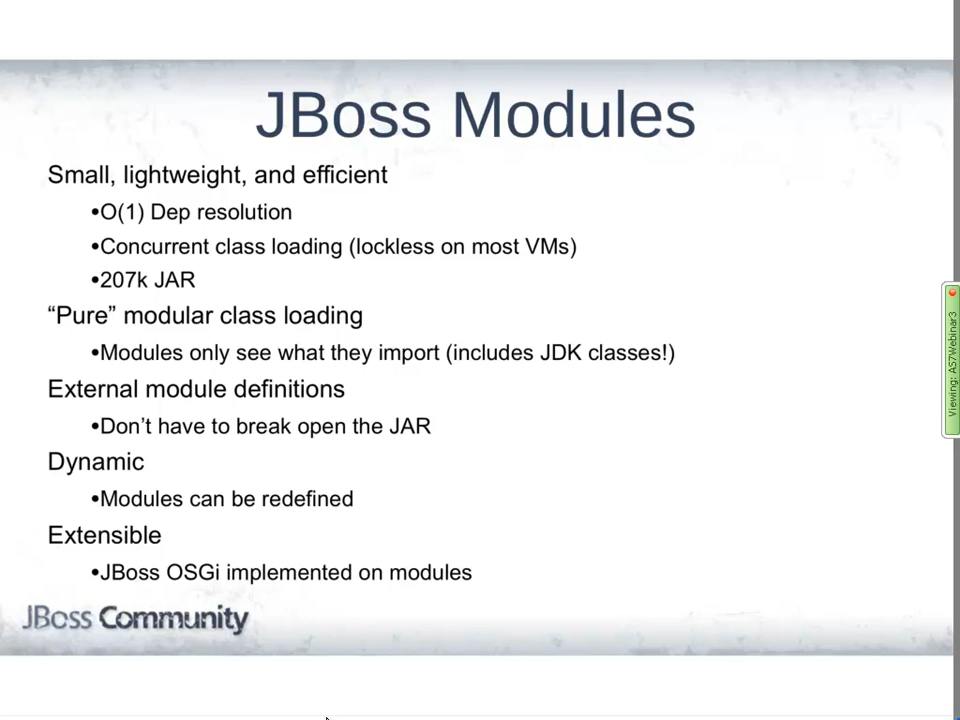 JBoss Modules
Small, lightweight, and efficient
•O(1) Dep resolution
•Concurrent class loading (lockless on most VMs)
•207k JAR
“Pure” modular class loading
•Modules only see what they import (includes JDK classes!)
External module definitions
•Don’t have to break open the JAR
Dynamic
•Modules can be redefined
Extensible
•JBoss OSGi implemented on modules
JBoss Community
Viewing: AS7Webinar3